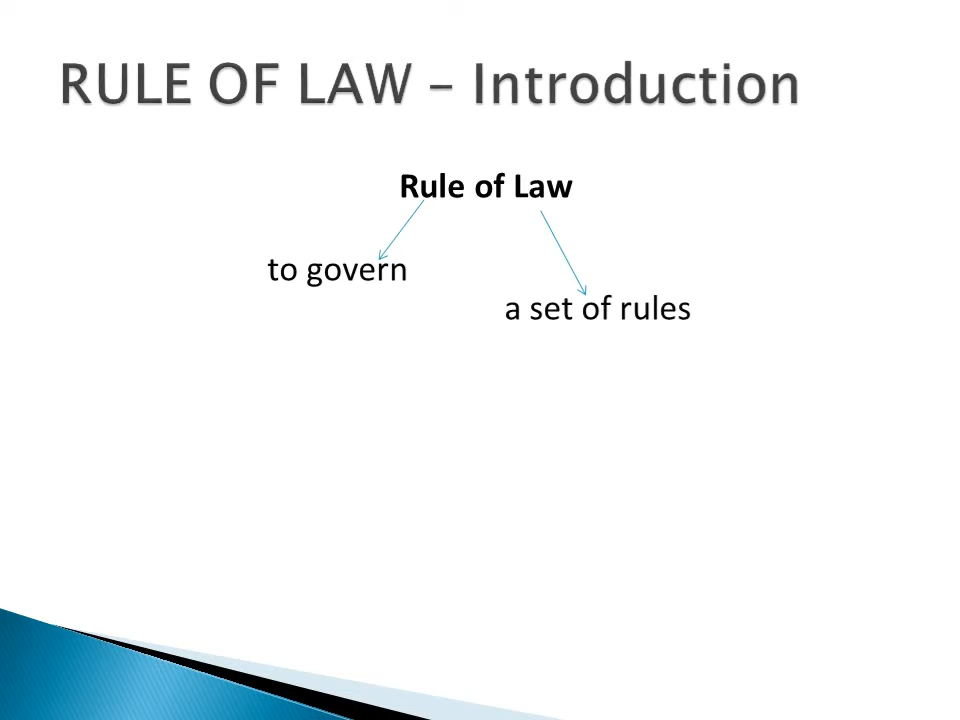 RULE OF LAW – Introduction
Rule of Law
to govern
a set of rules